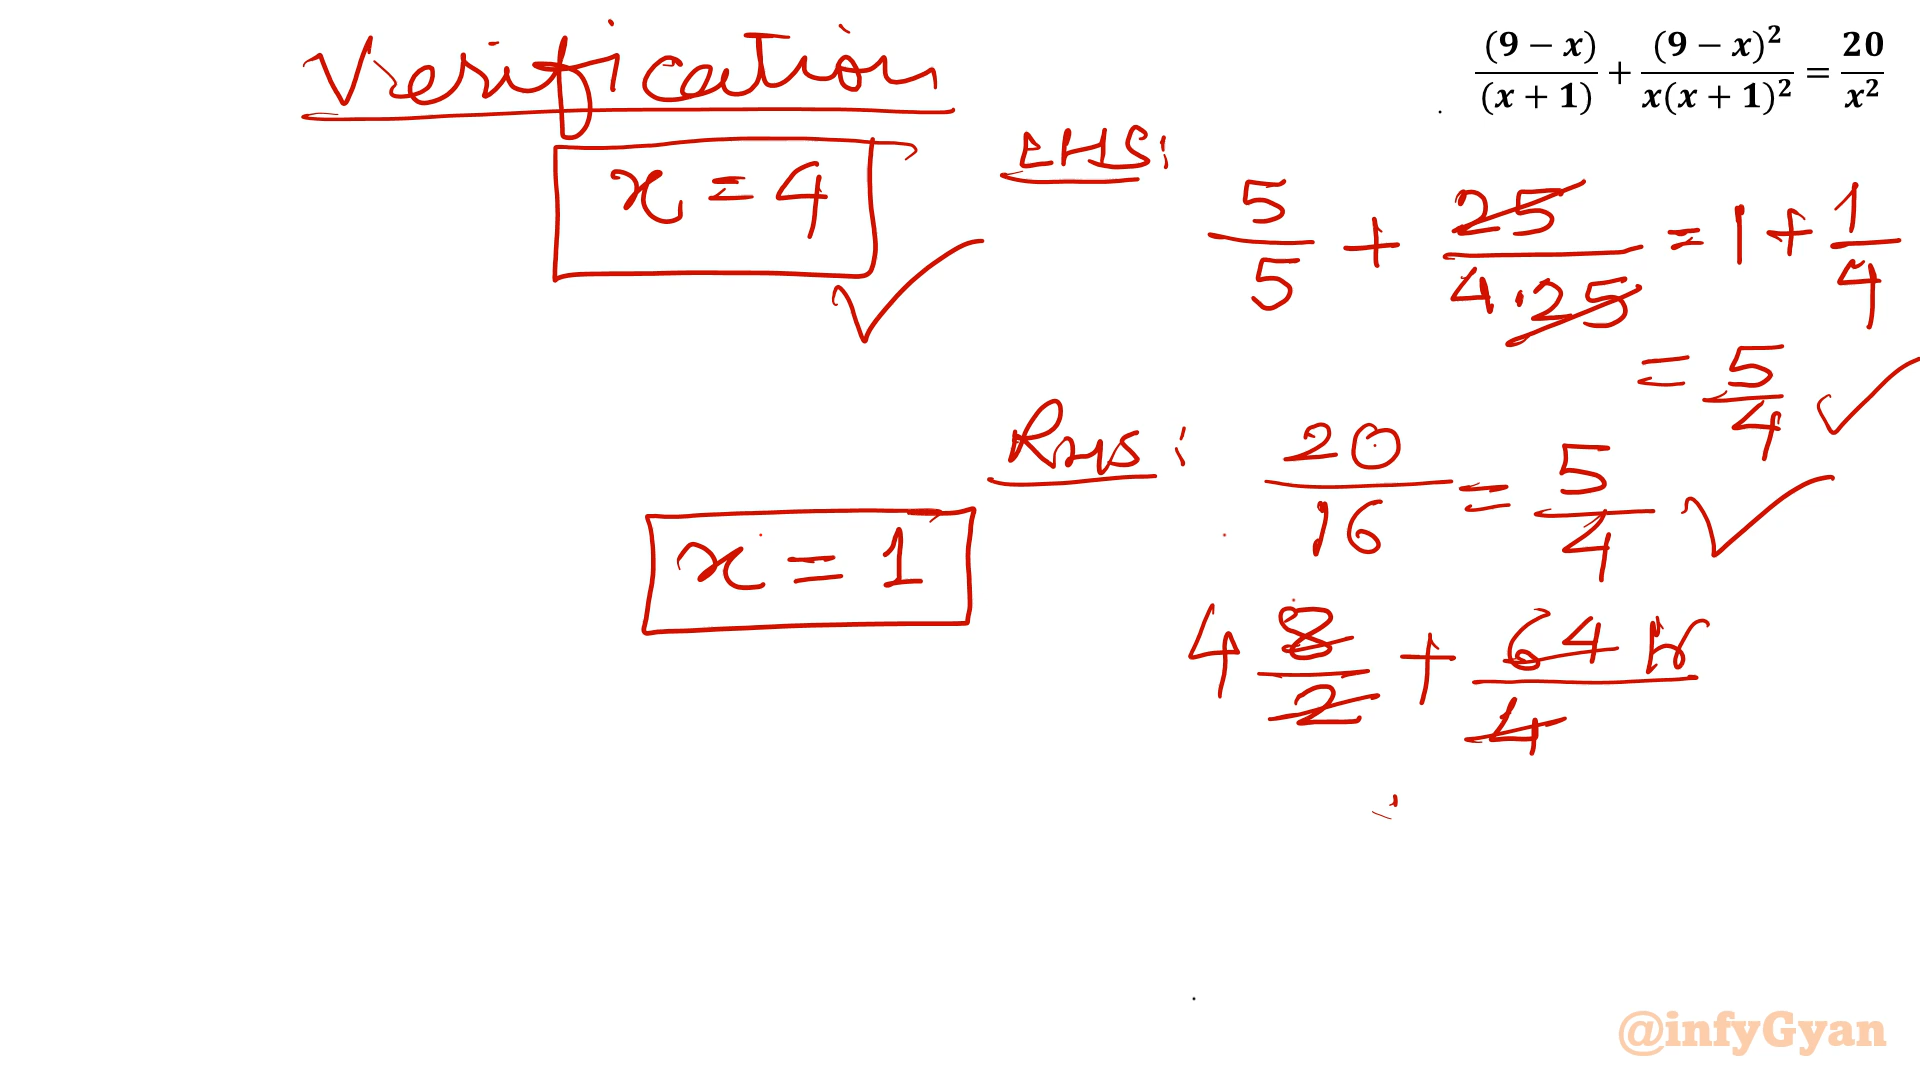 Verification
(9 − x)/(x + 1) + (9 − x)²/x(x + 1)² = 20/x²
x = 4
LHS:
5/5 + 25/4·25 = 1 + 1/4
= 5/4
RHS: 20/16 = 5/4
x = 1
4 8/2 + 64/4 16
@infyGyan